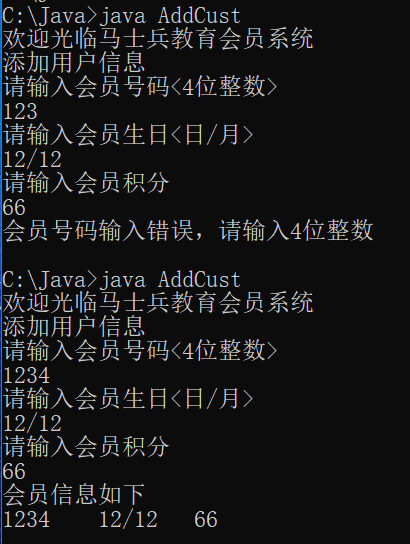 C:\Java>java AddCust
欢迎光临马士兵教育会员系统
添加用户信息
请输入会员号码<4位整数>
123
请输入会员生日<日/月>
12/12
请输入会员积分
66
会员号码输入错误，请输入4位整数
C:\Java>java AddCust
欢迎光临马士兵教育会员系统
添加用户信息
请输入会员号码<4位整数>
1234
请输入会员生日<日/月>
12/12
请输入会员积分
66
会员信息如下
1234    12/12   66